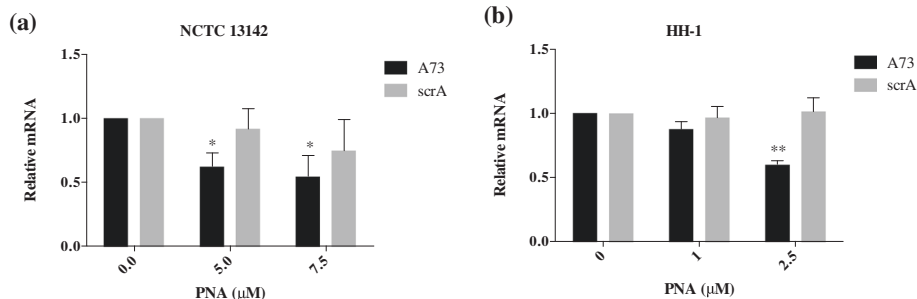 (a)
NCTC 13142
A73
scrA
Relative mRNA
1.5
1.0
0.5
0.0
*
*
0.0
5.0
7.5
PNA (µM)
(b)
HH-1
A73
scrA
Relative mRNA
1.5
1.0
0.5
0.0
**
0
1
2.5
PNA (µM)